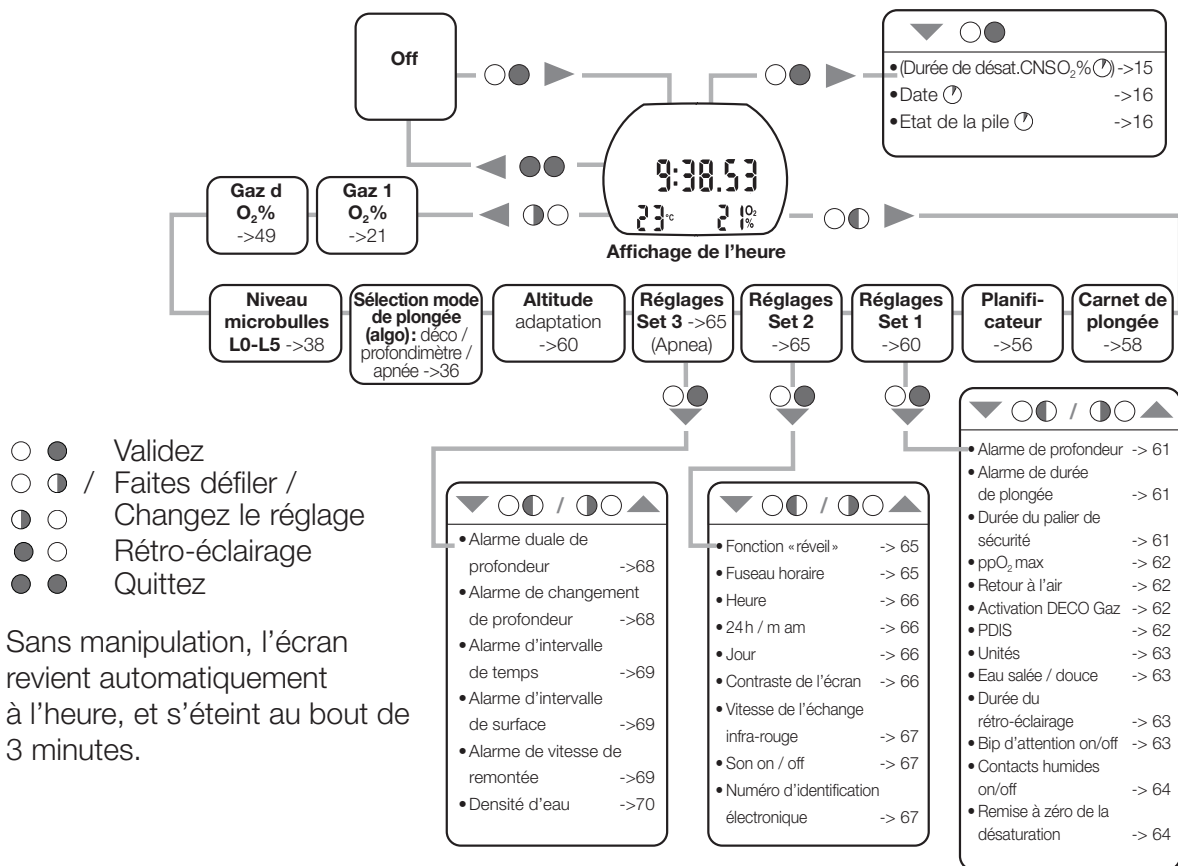 Off
(Durée de désat.CNSO₂%)->15
Date ->16
Etat de la pile ->16
9:38.53
23°C 21O₂%
Affichage de l'heure
Gaz d
O₂%
->49
Gaz 1
O₂%
->21
Niveau
microbulles
L0-L5 ->38
Sélection mode
de plongée
(algo): déco /
profondimètre /
apnée ->36
Altitude
adaptation
->60
Réglages
Set 3 ->65
(Apnea)
Réglages
Set 2
->65
Réglages
Set 1
->60
Planifi-
cateur
->56
Carnet de
plongée
->58
Validez
/ Faites défiler /
Changez le réglage
Rétro-éclairage
Quittez
Sans manipulation, l'écran
revient automatiquement
à l'heure, et s'éteint au bout de
3 minutes.
/
• Alarme duale de
profondeur ->68
• Alarme de changement
de profondeur ->68
• Alarme d'intervalle
de temps ->69
• Alarme d'intervalle
de surface ->69
• Alarme de vitesse de
remontée ->69
• Densité d'eau ->70
/
• Fonction «réveil» -> 65
• Fuseau horaire -> 65
• Heure -> 66
• 24h / m am -> 66
• Jour -> 66
• Contraste de l'écran -> 66
• Vitesse de l'échange
infra-rouge -> 67
• Son on / off -> 67
• Numéro d'identification
électronique -> 67
/
• Alarme de profondeur -> 61
• Alarme de durée
de plongée -> 61
• Durée du palier de
sécurité -> 61
• ppO₂ max -> 62
• Retour à l'air -> 62
• Activation DECO Gaz -> 62
• PDIS -> 62
• Unités -> 63
• Eau salée / douce -> 63
• Durée du
rétro-éclairage -> 63
• Bip d'attention on/off -> 63
• Contacts humides
on/off -> 64
• Remise à zéro de la
désaturation -> 64